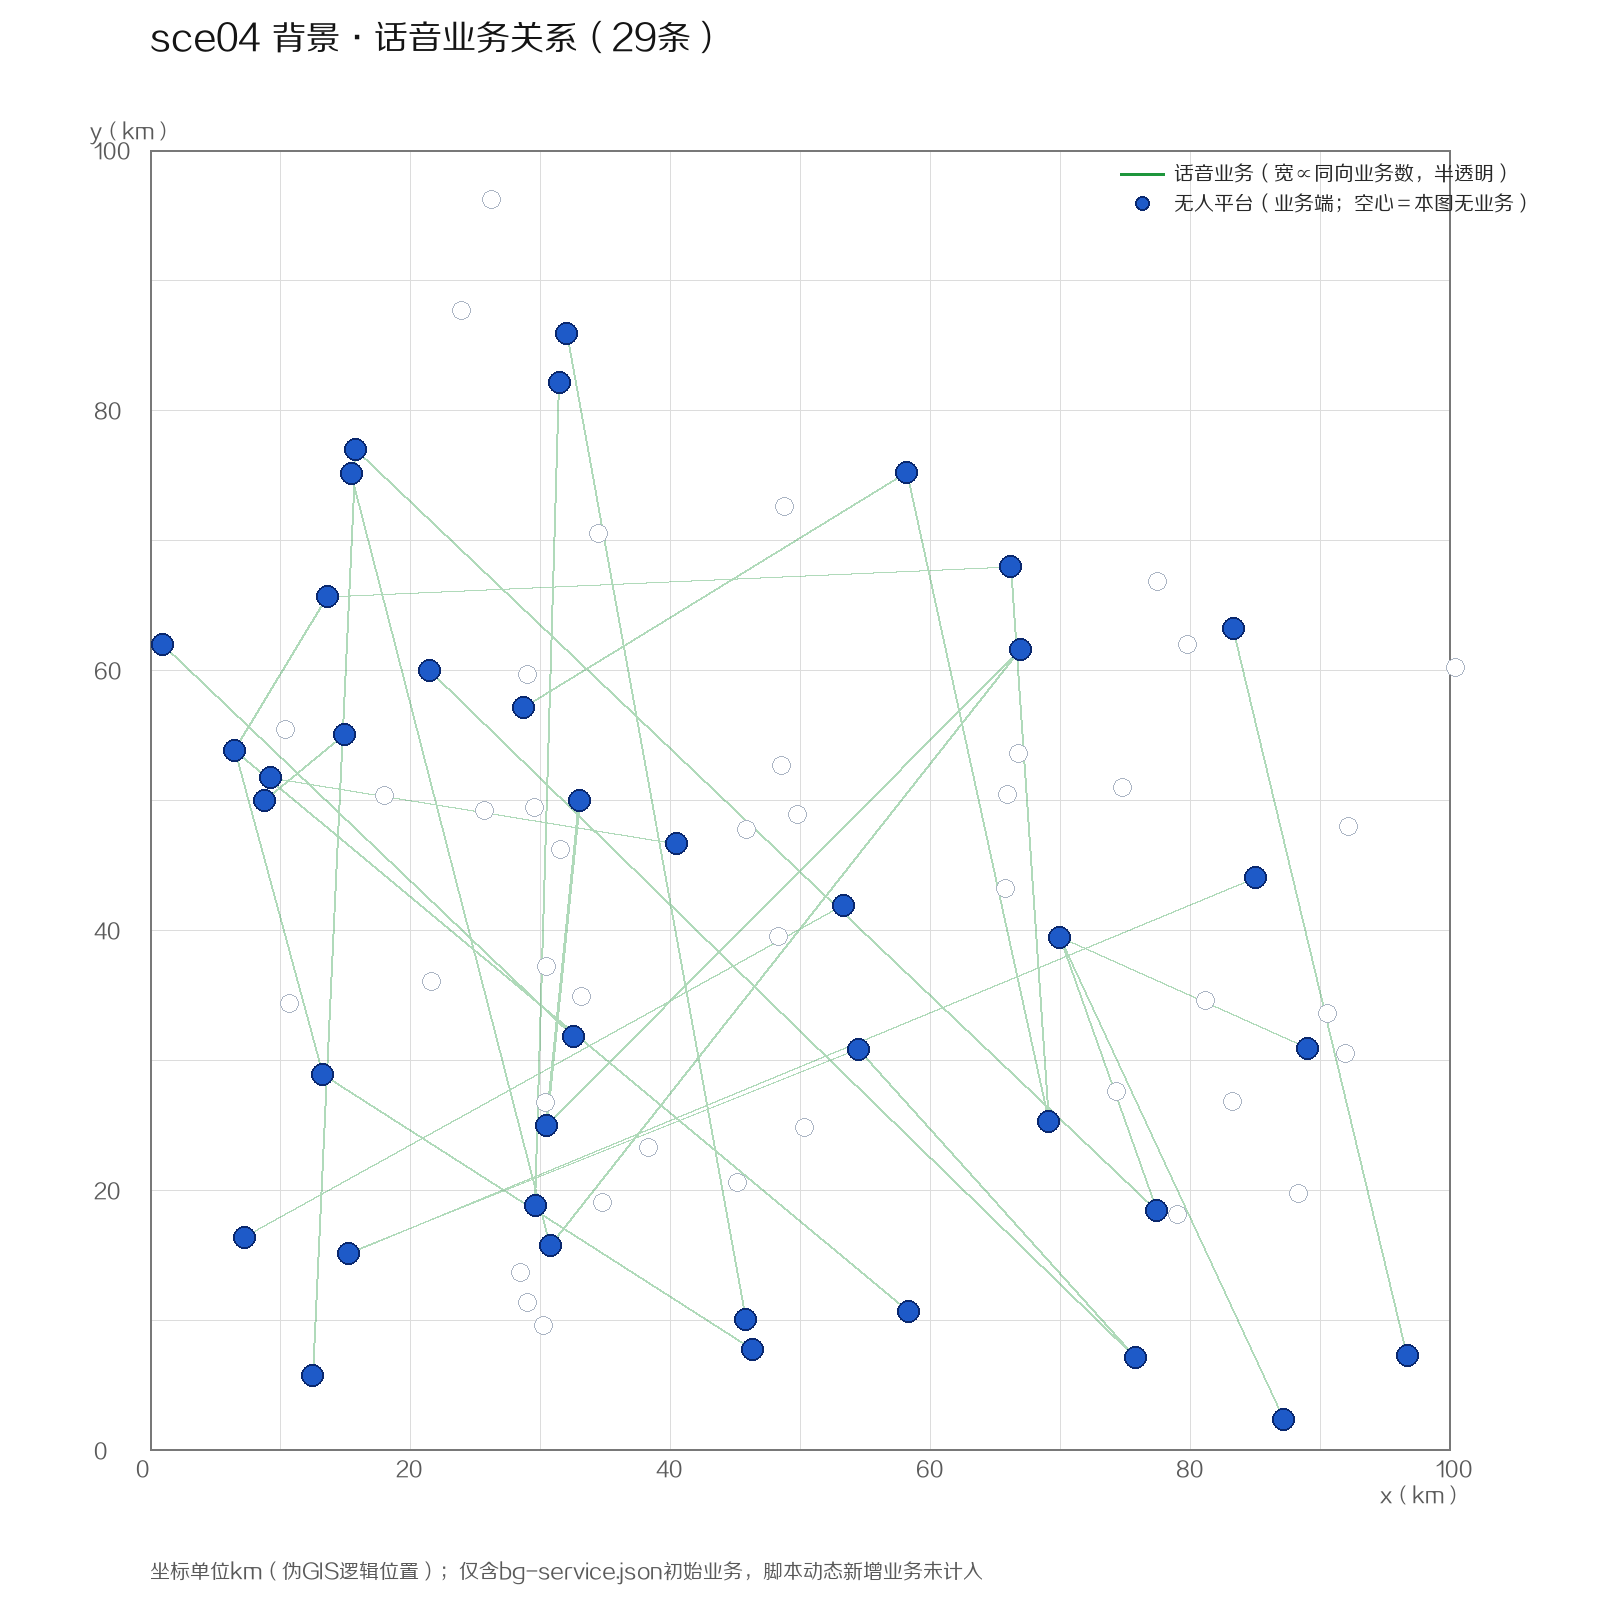 sce04 背景·话音业务关系（29条）
y（km）
100
话音业务（宽∝同向业务数，半透明）
无人平台（业务端；空心＝本图无业务）
80
60
40
20
0
0 20 40 60 80 100
x（km）
坐标单位km（伪GIS逻辑位置）；仅含bg-service.json初始业务，脚本动态新增业务未计入